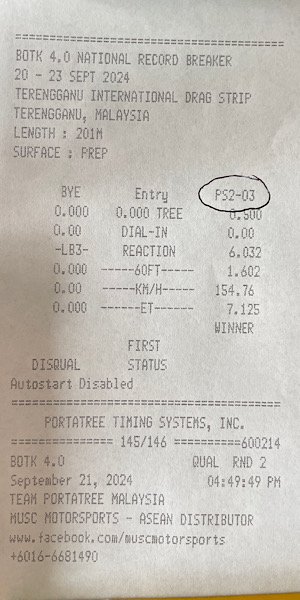 BOTK 4.0 NATIONAL RECORD BREAKER
20 - 23 SEPT 2024
TERENGGANU INTERNATIONAL DRAG STRIP
TERENGGANU, MALAYSIA
LENGTH : 201M
SURFACE : PREP
BYE Entry PS2-03
0.000 0.000 TREE 0.500
0.00 DIAL-IN 0.00
-LB3- REACTION 6.032
0.000 ------60FT------ 1.602
0.00 -----KM/H----- 154.76
0.000 ------ET------ 7.125
WINNER
FIRST
DISQUAL STATUS
Autostart Disabled
PORTATREE TIMING SYSTEMS, INC.
============== 145/146 ==========600214
BOTK 4.0 QUAL RND 2
September 21, 2024 04:49:49 PM
TEAM PORTATREE MALAYSIA
MUSC MOTORSPORTS - ASEAN DISTRIBUTOR
www.facebook.com/muscmotorsports
+6016-6681490